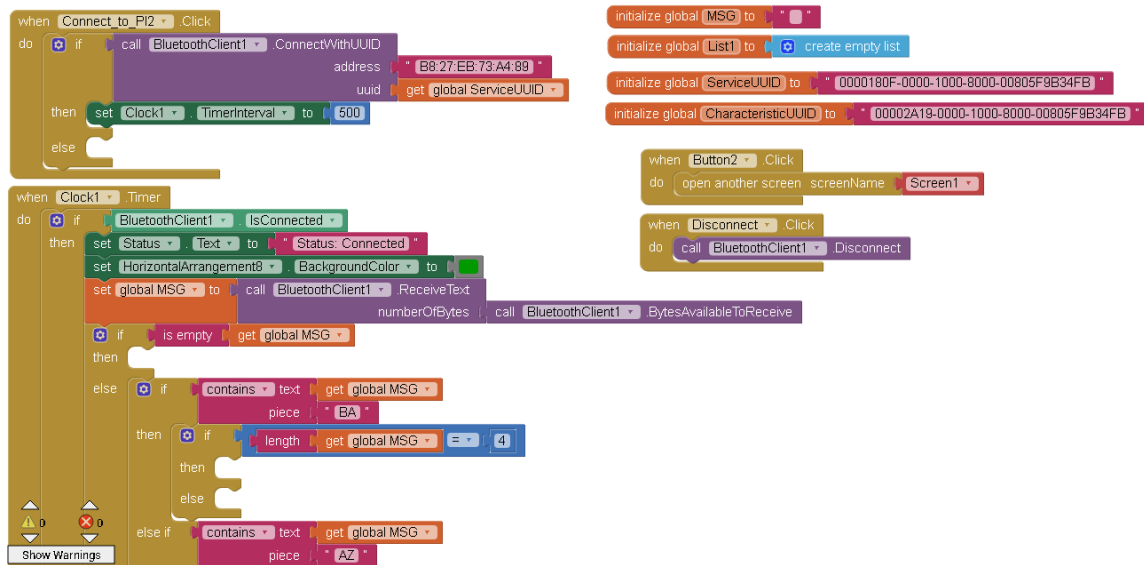 when Connect_to_PI2 .Click
do if call BluetoothClient1 .ConnectWithUUID
address " B8:27:EB:73:A4:89 "
uuid get global ServiceUUID
then set Clock1 . TimerInterval to 500
else
when Clock1 .Timer
do if BluetoothClient1 . IsConnected
then set Status . Text to " Status: Connected "
set HorizontalArrangement8 . BackgroundColor to
set global MSG to call BluetoothClient1 .ReceiveText
numberOfBytes call BluetoothClient1 .BytesAvailableToReceive
if is empty get global MSG
then
else if contains text get global MSG
piece " BA "
then if length get global MSG = 4
then
else
else if contains text get global MSG
piece " AZ "
0 0
Show Warnings
initialize global MSG to " "
initialize global List1 to create empty list
initialize global ServiceUUID to " 0000180F-0000-1000-8000-00805F9B34FB "
initialize global CharacteristicUUID to " 00002A19-0000-1000-8000-00805F9B34FB "
when Button2 .Click
do open another screen screenName Screen1
when Disconnect .Click
do call BluetoothClient1 .Disconnect